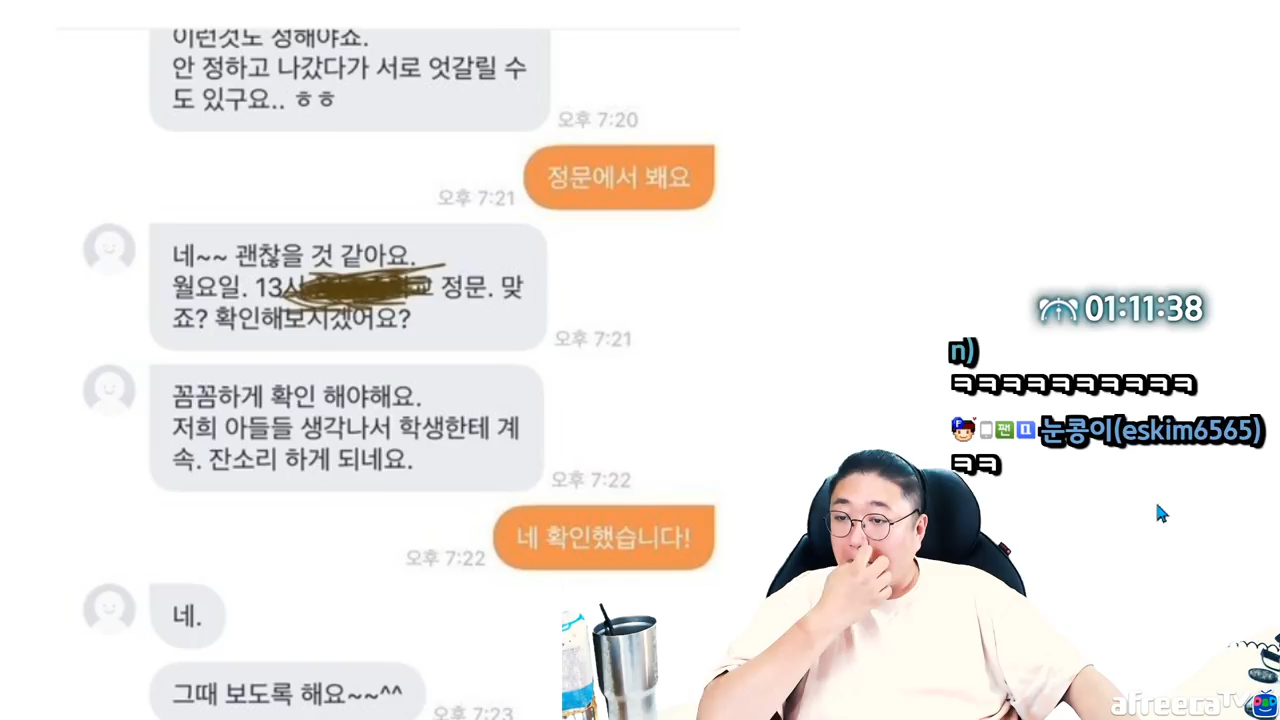 이런것도 정해야죠.
안 정하고 나갔다가 서로 엇갈릴 수
도 있구요.. ㅎㅎ
오후 7:20
정문에서 봬요
오후 7:21
네~~ 괜찮을 것 같아요.
월요일. 13시 교 정문. 맞
죠? 확인해보시겠어요?
오후 7:21
꼼꼼하게 확인 해야해요.
저희 아들들 생각나서 학생한테 계
속. 잔소리 하게 되네요.
오후 7:22
네 확인했습니다!
오후 7:22
네.
그때 보도록 해요~~^^
오후 7:23
01:11:38
n)
ㅋㅋㅋㅋㅋㅋㅋㅋㅋㅋ
팬 눈콩이(eskim6565)
ㅋㅋ
afreecaTV